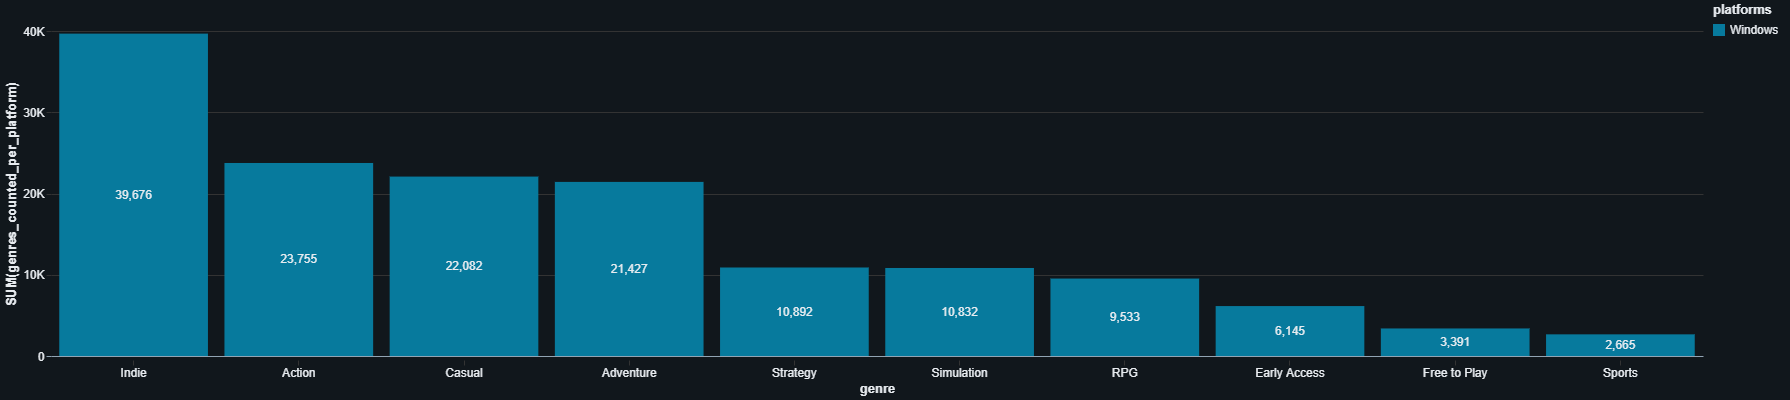 platforms
Windows
SUM(genres_counted_per_platform)
40K
30K
20K
10K
0
39,676
23,755
22,082
21,427
10,892
10,832
9,533
6,145
3,391
2,665
Indie
Action
Casual
Adventure
Strategy
Simulation
RPG
Early Access
Free to Play
Sports
genre